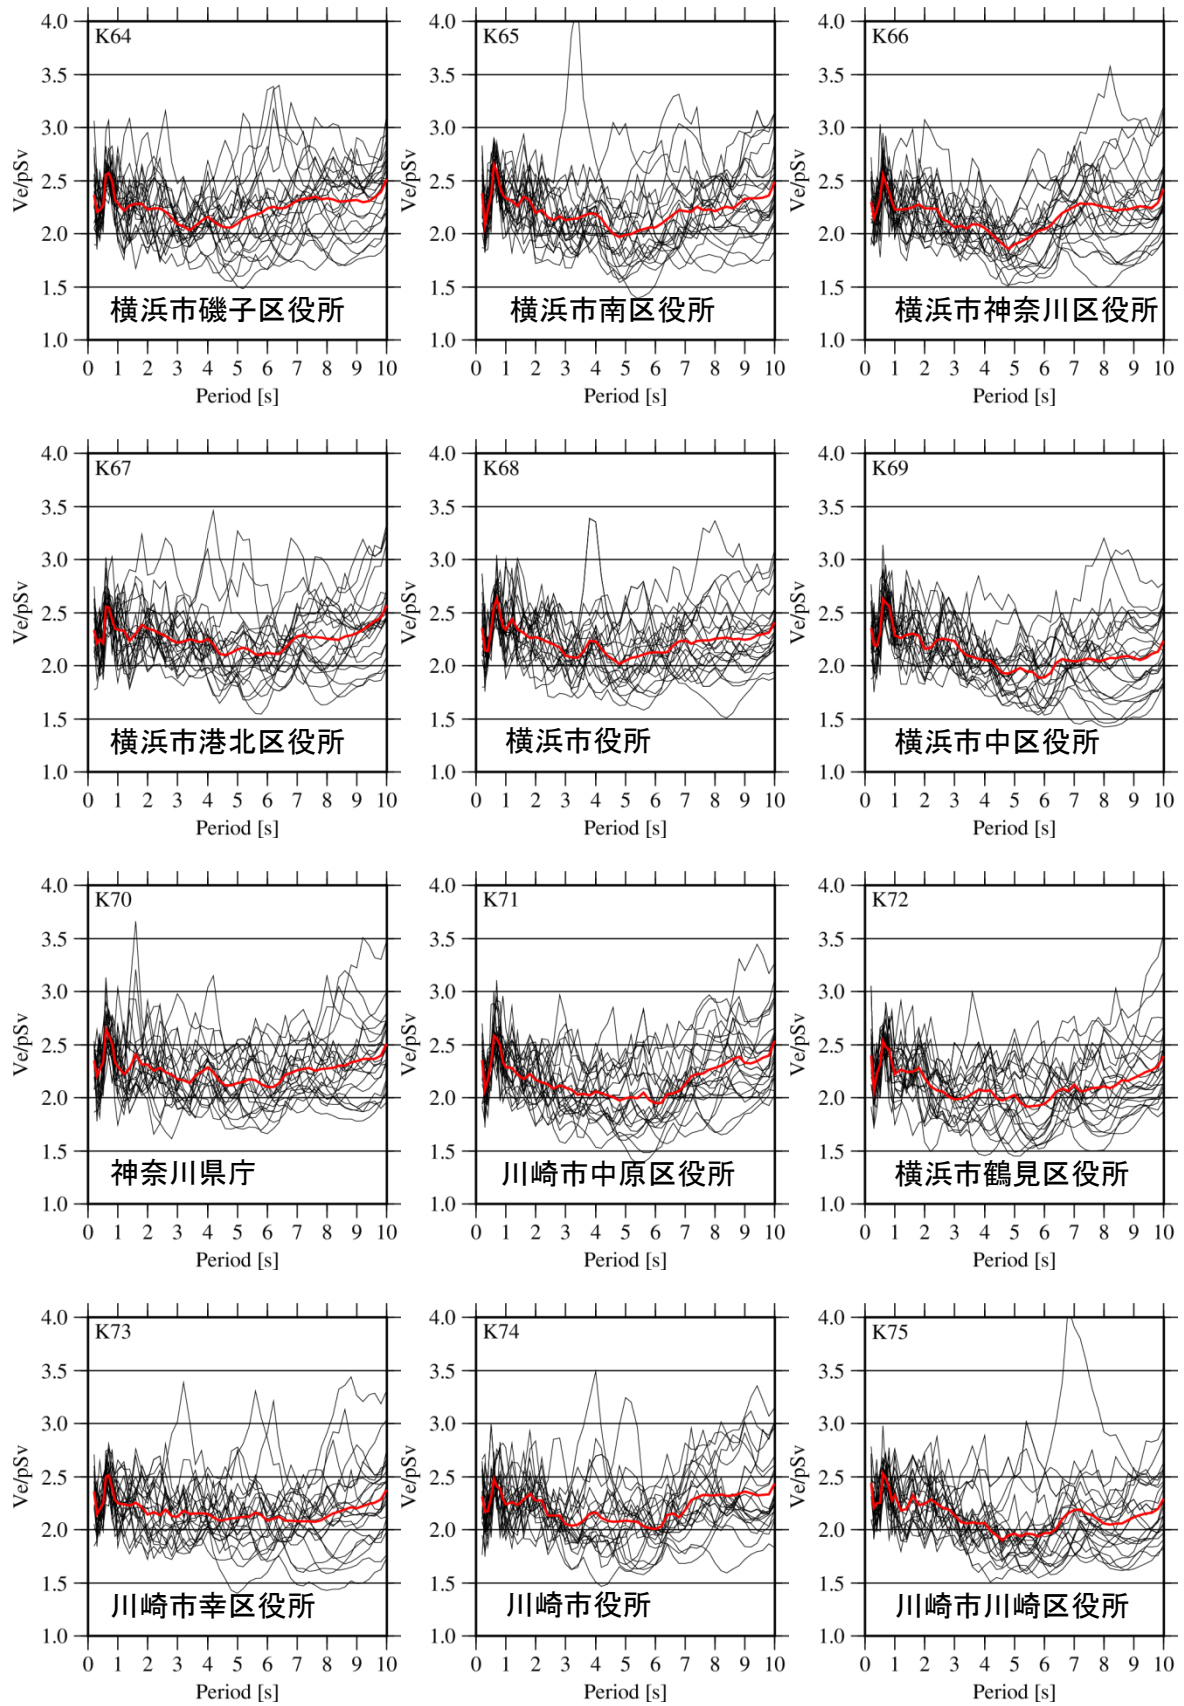 4.0 4.0 4.0
K64 K65 K66
3.5 3.5 3.5
3.0 3.0 3.0
Ve/pSv Ve/pSv Ve/pSv
2.5 2.5 2.5
2.0 2.0 2.0
1.5 1.5 1.5
横浜市磯子区役所 横浜市南区役所 横浜市神奈川区役所
1.0 1.0 1.0
0 1 2 3 4 5 6 7 8 9 10 0 1 2 3 4 5 6 7 8 9 10 0 1 2 3 4 5 6 7 8 9 10
Period [s] Period [s] Period [s]
4.0 4.0 4.0
K67 K68 K69
3.5 3.5 3.5
3.0 3.0 3.0
Ve/pSv Ve/pSv Ve/pSv
2.5 2.5 2.5
2.0 2.0 2.0
1.5 1.5 1.5
横浜市港北区役所 横浜市役所 横浜市中区役所
1.0 1.0 1.0
0 1 2 3 4 5 6 7 8 9 10 0 1 2 3 4 5 6 7 8 9 10 0 1 2 3 4 5 6 7 8 9 10
Period [s] Period [s] Period [s]
4.0 4.0 4.0
K70 K71 K72
3.5 3.5 3.5
3.0 3.0 3.0
Ve/pSv Ve/pSv Ve/pSv
2.5 2.5 2.5
2.0 2.0 2.0
1.5 1.5 1.5
神奈川県庁 川崎市中原区役所 横浜市鶴見区役所
1.0 1.0 1.0
0 1 2 3 4 5 6 7 8 9 10 0 1 2 3 4 5 6 7 8 9 10 0 1 2 3 4 5 6 7 8 9 10
Period [s] Period [s] Period [s]
4.0 4.0 4.0
K73 K74 K75
3.5 3.5 3.5
3.0 3.0 3.0
Ve/pSv Ve/pSv Ve/pSv
2.5 2.5 2.5
2.0 2.0 2.0
1.5 1.5 1.5
川崎市幸区役所 川崎市役所 川崎市川崎区役所
1.0 1.0 1.0
0 1 2 3 4 5 6 7 8 9 10 0 1 2 3 4 5 6 7 8 9 10 0 1 2 3 4 5 6 7 8 9 10
Period [s] Period [s] Period [s]